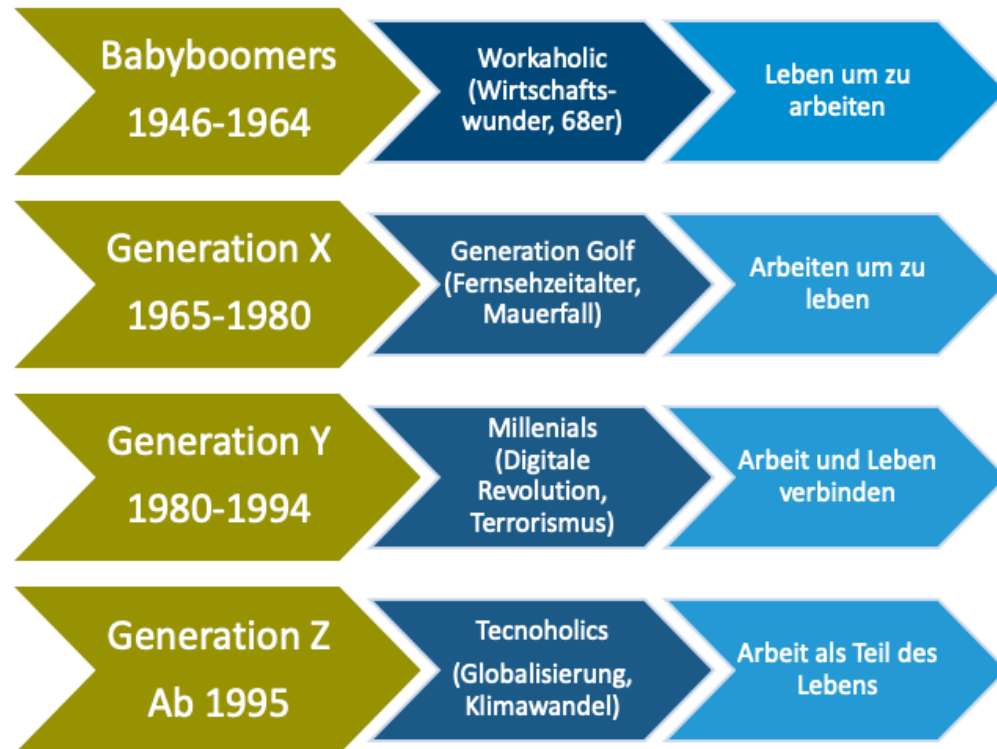 Babyboomers
1946-1964
Workaholic
(Wirtschafts-
wunder, 68er)
Leben um zu
arbeiten
Generation X
1965-1980
Generation Golf
(Fernsehzeitalter,
Mauerfall)
Arbeiten um zu
leben
Generation Y
1980-1994
Millenials
(Digitale
Revolution,
Terrorismus)
Arbeit und Leben
verbinden
Generation Z
Ab 1995
Tecnoholics
(Globalisierung,
Klimawandel)
Arbeit als Teil des
Lebens